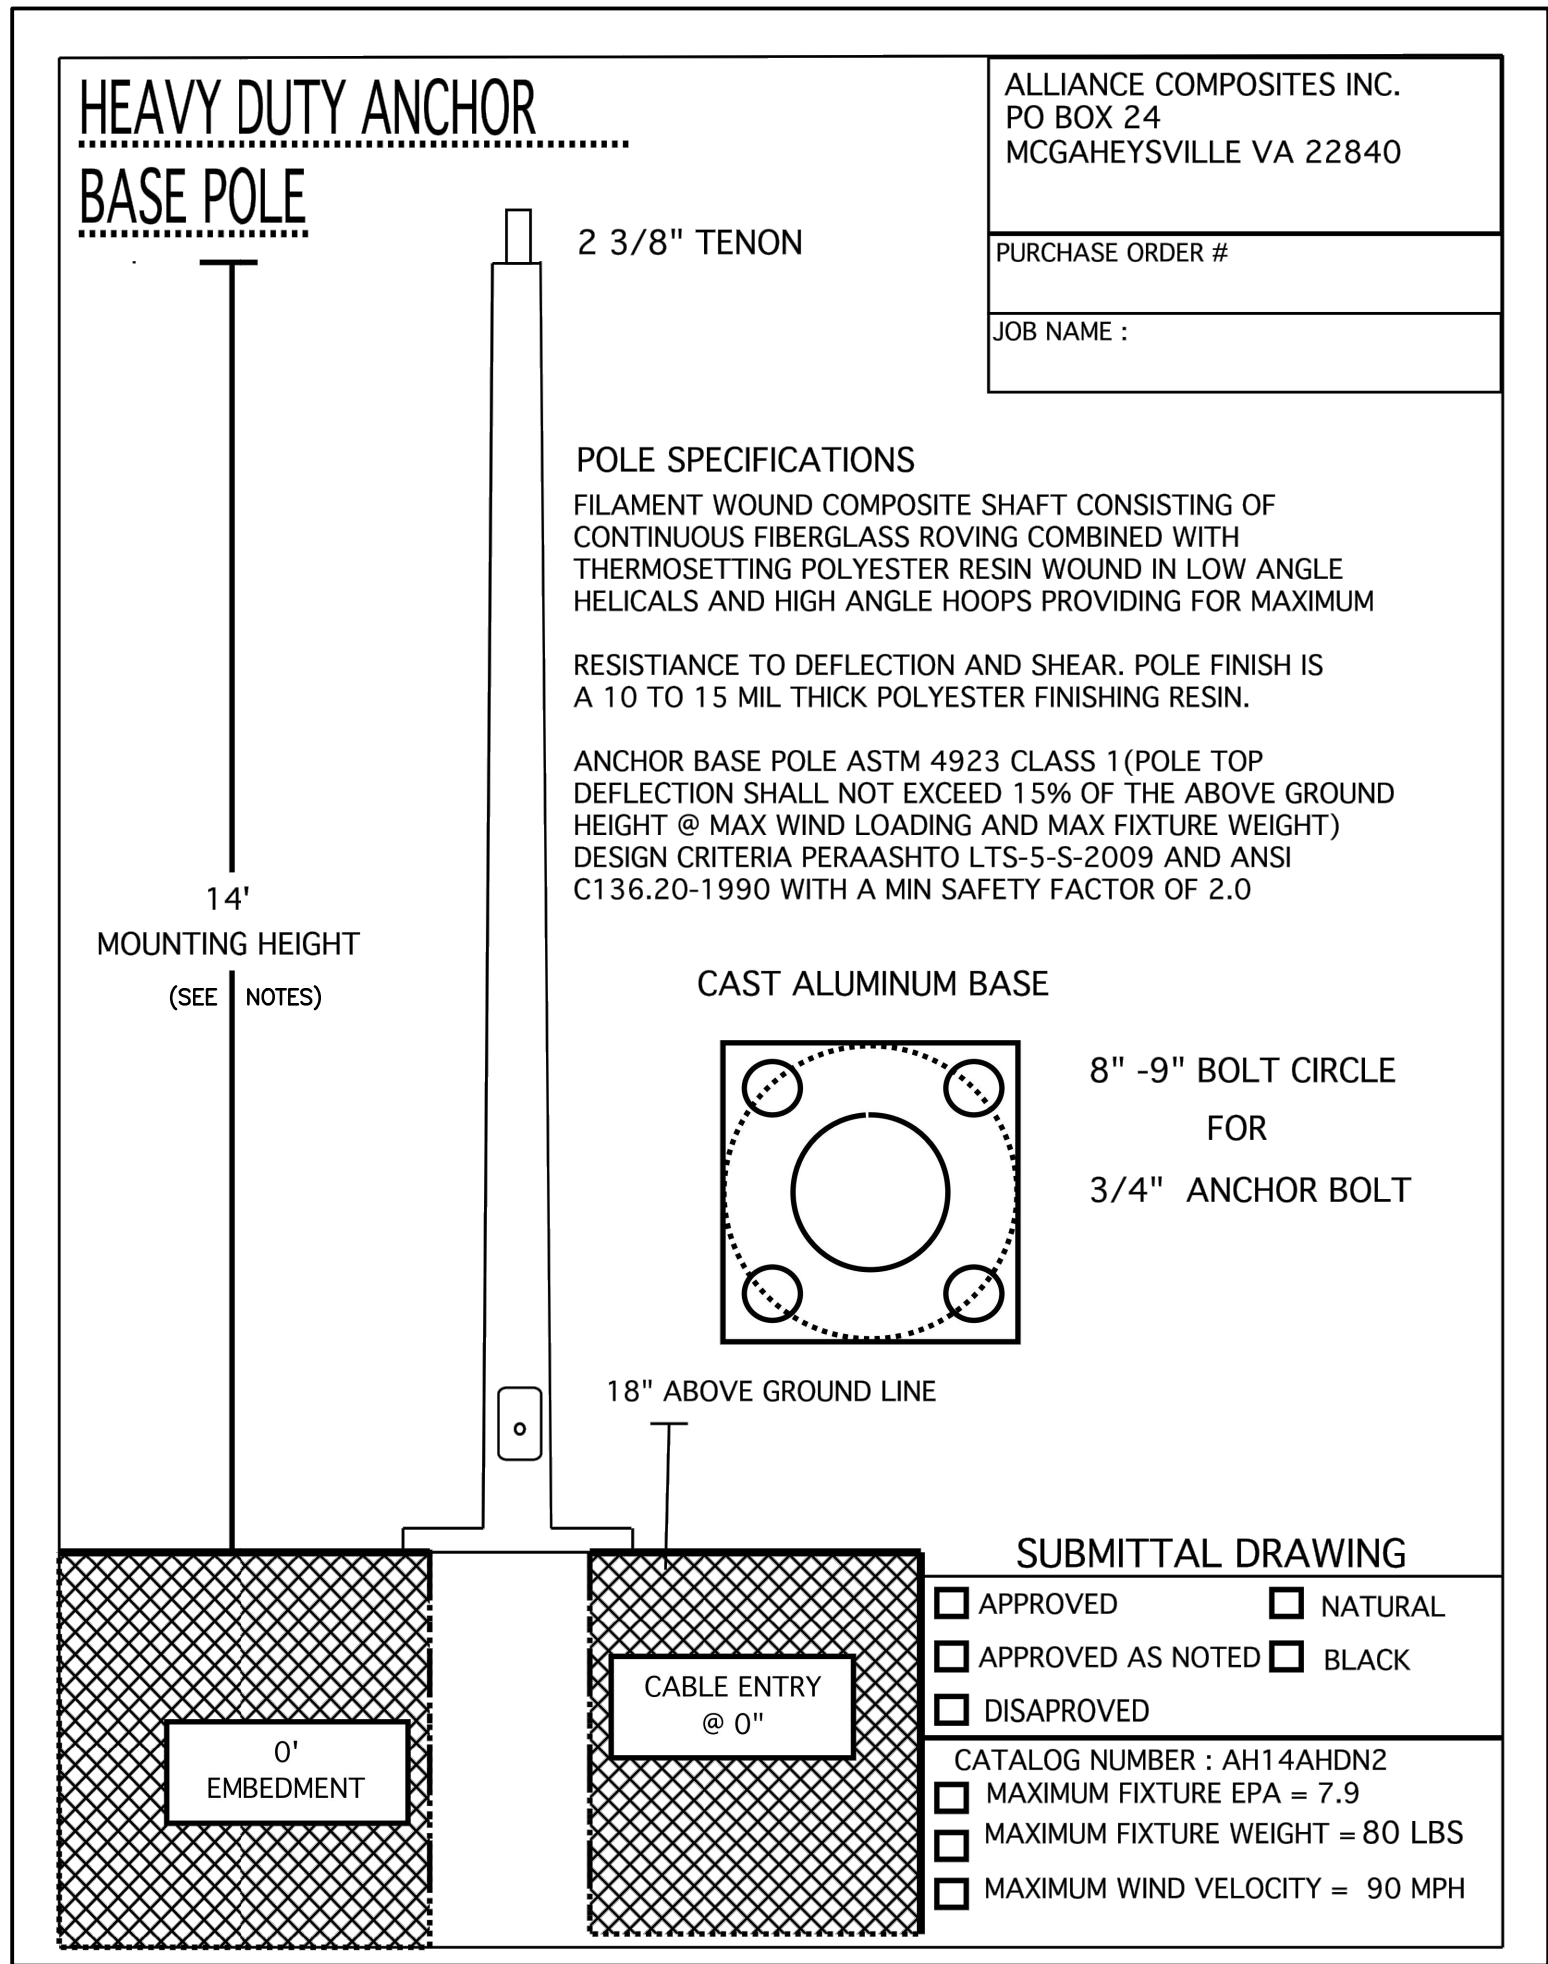 HEAVY DUTY ANCHOR
BASE POLE
ALLIANCE COMPOSITES INC.
PO BOX 24
MCGAHEYSVILLE VA 22840
PURCHASE ORDER #
JOB NAME :
2 3/8" TENON
POLE SPECIFICATIONS
FILAMENT WOUND COMPOSITE SHAFT CONSISTING OF
CONTINUOUS FIBERGLASS ROVING COMBINED WITH
THERMOSETTING POLYESTER RESIN WOUND IN LOW ANGLE
HELICALS AND HIGH ANGLE HOOPS PROVIDING FOR MAXIMUM
RESISTIANCE TO DEFLECTION AND SHEAR. POLE FINISH IS
A 10 TO 15 MIL THICK POLYESTER FINISHING RESIN.
ANCHOR BASE POLE ASTM 4923 CLASS 1(POLE TOP
DEFLECTION SHALL NOT EXCEED 15% OF THE ABOVE GROUND
HEIGHT @ MAX WIND LOADING AND MAX FIXTURE WEIGHT)
DESIGN CRITERIA PERAASHTO LTS-5-S-2009 AND ANSI
C136.20-1990 WITH A MIN SAFETY FACTOR OF 2.0
14'
MOUNTING HEIGHT
(SEE NOTES)
CAST ALUMINUM BASE
8" -9" BOLT CIRCLE
FOR
3/4" ANCHOR BOLT
18" ABOVE GROUND LINE
CABLE ENTRY
@ 0"
0'
EMBEDMENT
SUBMITTAL DRAWING
APPROVED NATURAL
APPROVED AS NOTED BLACK
DISAPROVED
CATALOG NUMBER : AH14AHDN2
MAXIMUM FIXTURE EPA = 7.9
MAXIMUM FIXTURE WEIGHT = 80 LBS
MAXIMUM WIND VELOCITY = 90 MPH